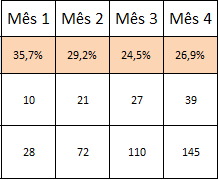 Mês 1 Mês 2 Mês 3 Mês 4
35,7% 29,2% 24,5% 26,9%
10 21 27 39
28 72 110 145